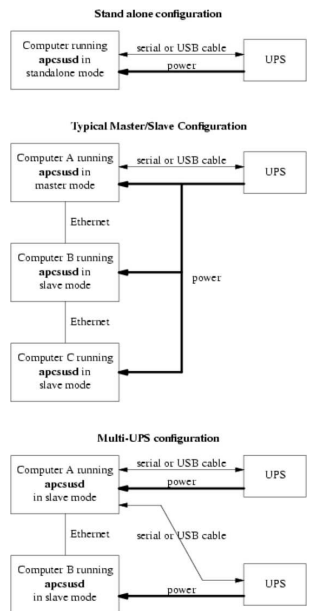 Stand alone configuration
Computer running
apcsusd in
standalone mode
serial or USB cable
power
UPS
Typical Master/Slave Configuration
Computer A running
apcsusd in
master mode
serial or USB cable
UPS
Ethernet
Computer B running
apcsusd in
slave mode
power
Ethernet
Computer C running
apcsusd in
slave mode
Multi-UPS configuration
Computer A running
apcsusd
in slave mode
serial or USB cable
power
UPS
Ethernet
serial or USB cable
Computer B running
apcsusd
in slave mode
power
UPS